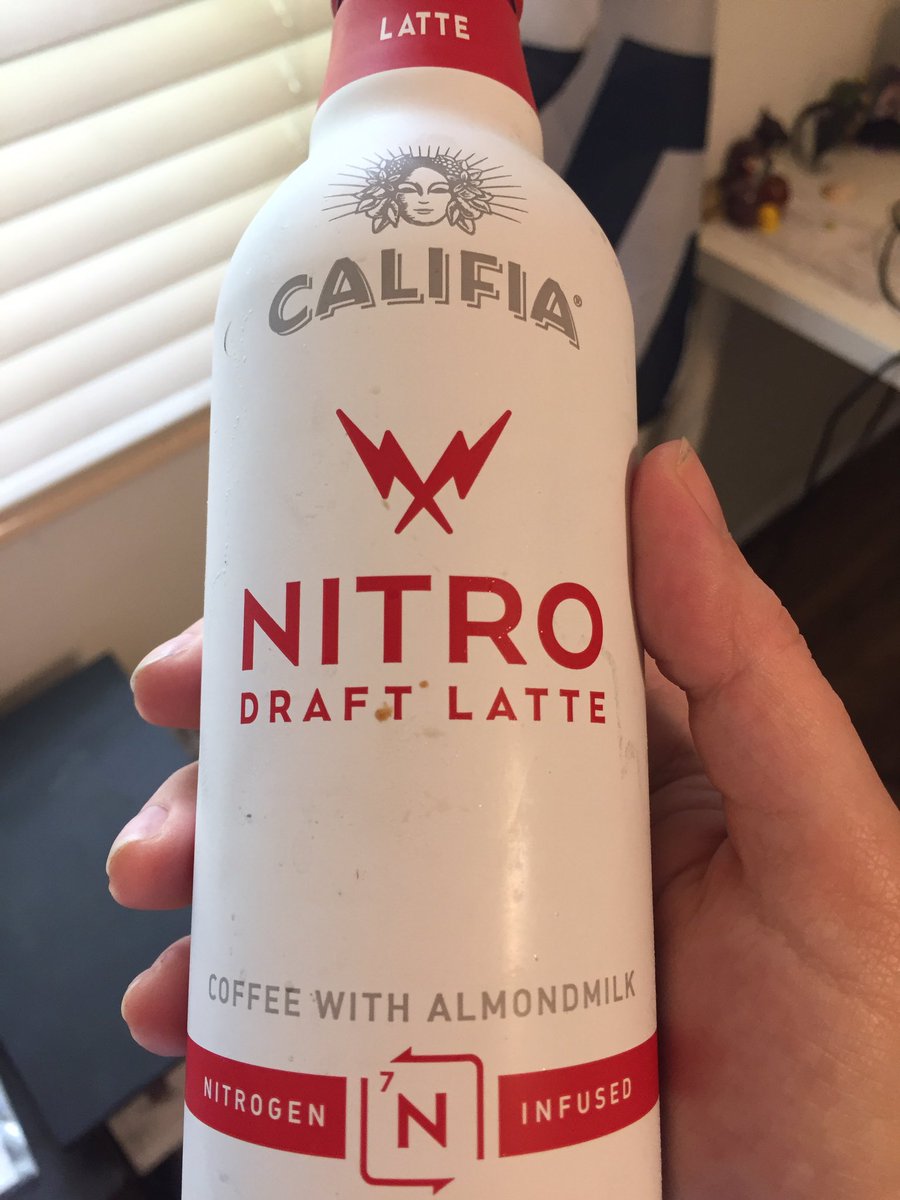 LATTE
CALIFIA®
NITRO
DRAFT LATTE
COFFEE WITH ALMONDMILK
NITROGEN 7 N INFUSED